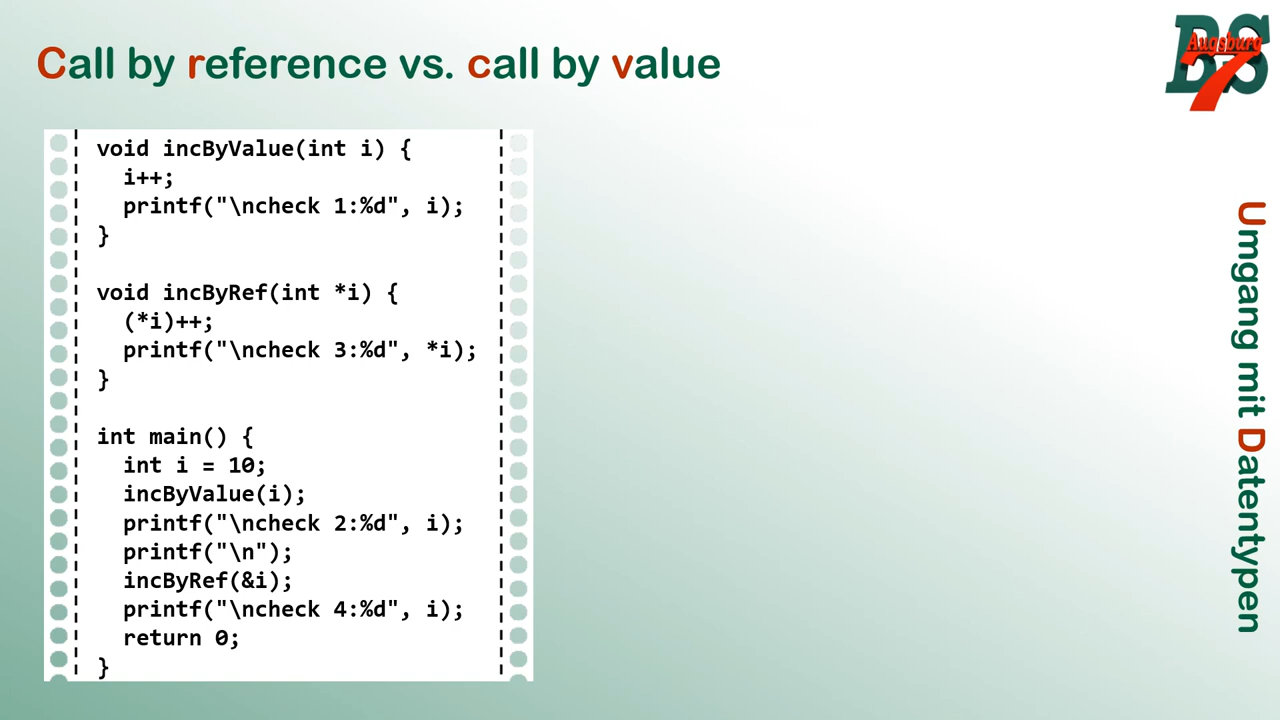 Call by reference vs. call by value
BS
Augsburg
7
void incByValue(int i) {
  i++;
  printf("\ncheck 1:%d", i);
}

void incByRef(int *i) {
  (*i)++;
  printf("\ncheck 3:%d", *i);
}

int main() {
  int i = 10;
  incByValue(i);
  printf("\ncheck 2:%d", i);
  printf("\n");
  incByRef(&i);
  printf("\ncheck 4:%d", i);
  return 0;
}
Umgang mit Datentypen